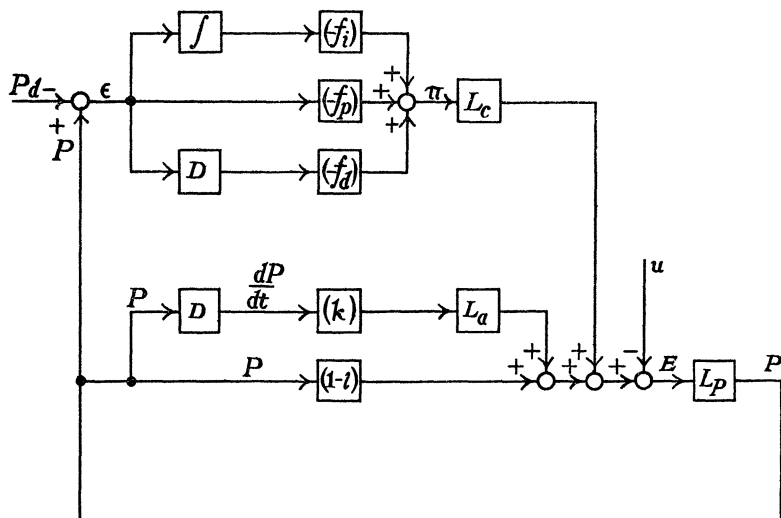 ∫ (-f_i)
+
P_d - ε (-f_p) + π L_c
+ +
P
D (-f_d)
dP/dt u
P D (k) L_a
+ + -
P (1-i) + + + E L_P P